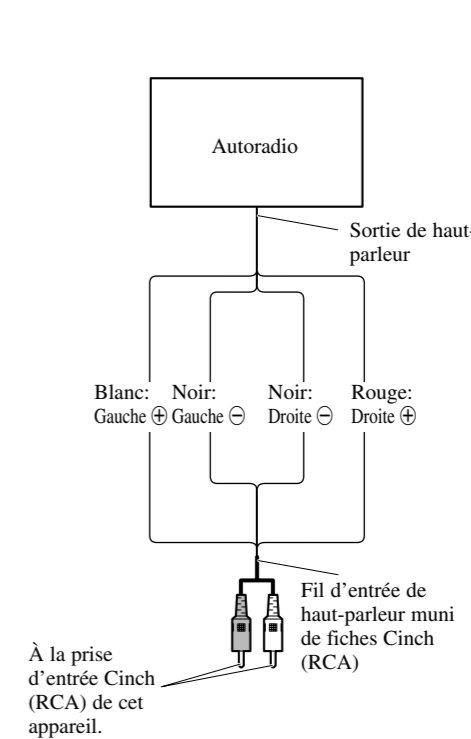 Autoradio
Sortie de haut-
parleur
Blanc: Noir: Noir: Rouge:
Gauche ⊕ Gauche ⊖ Droite ⊖ Droite ⊕
Fil d’entrée de
haut-parleur muni
de fiches Cinch
(RCA)
À la prise
d’entrée Cinch
(RCA) de cet
appareil.